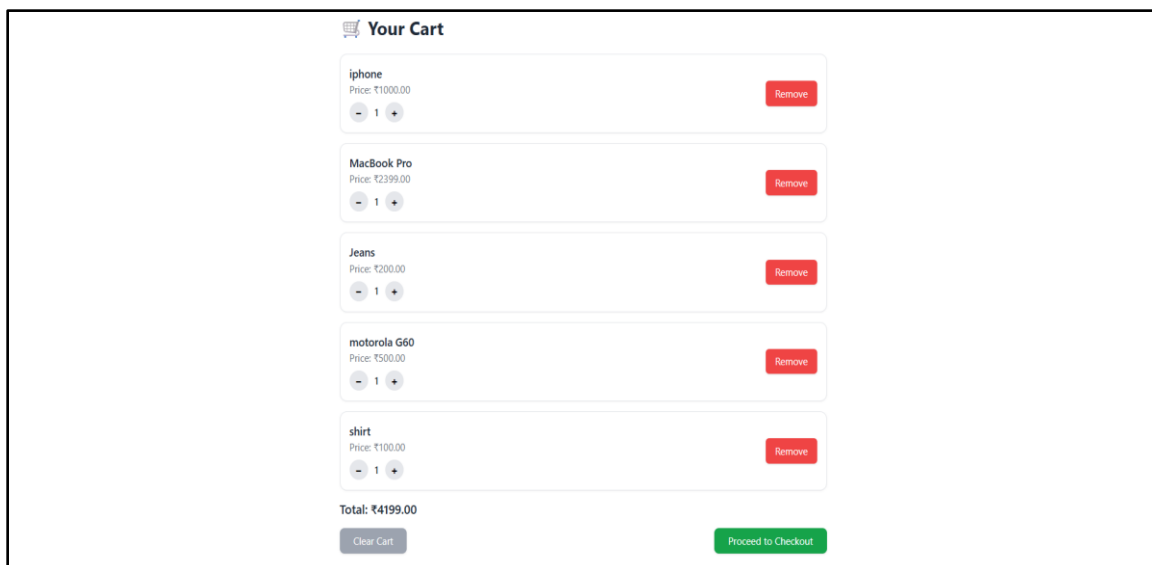 Your Cart
iphone
Price: ₹1000.00
- 1 +
Remove
MacBook Pro
Price: ₹2399.00
- 1 +
Remove
Jeans
Price: ₹200.00
- 1 +
Remove
motorola G60
Price: ₹500.00
- 1 +
Remove
shirt
Price: ₹100.00
- 1 +
Remove
Total: ₹4199.00
Clear Cart
Proceed to Checkout